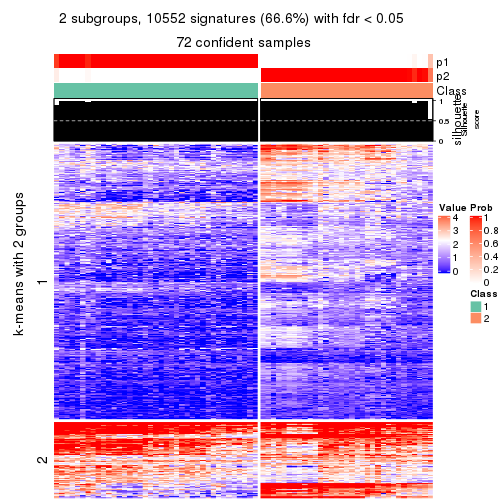 2 subgroups, 10552 signatures (66.6%) with fdr < 0.05
72 confident samples
p1
p2
Class
1
0.5
0
silhouette
Silhouette
score
k-means with 2 groups
1
2
Value
4
3
2
1
0
Prob
1
0.8
0.6
0.4
0.2
0
Class
1
2